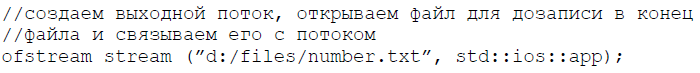 //создаем выходной поток, открываем файл для дозаписи в конец
//файла и связываем его с потоком
ofstream stream (”d:/files/number.txt”, std::ios::app);